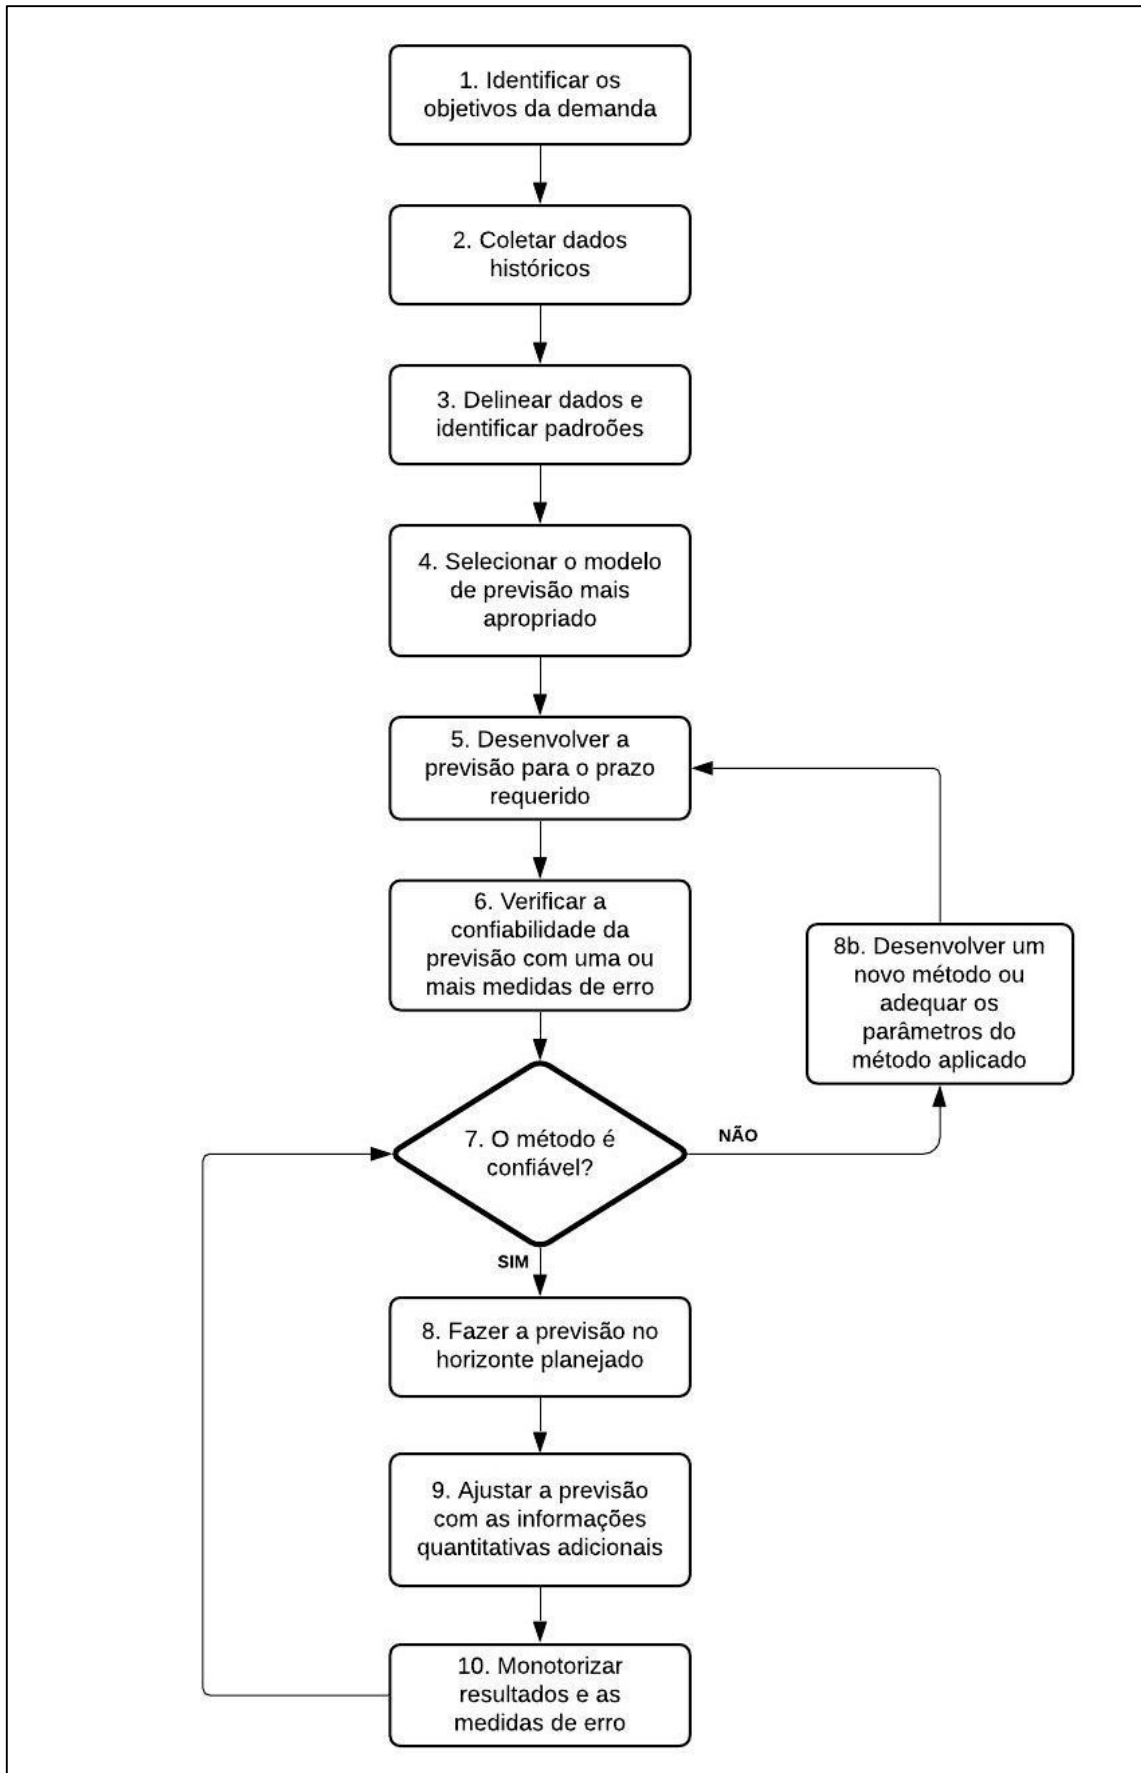 1. Identificar os
objetivos da demanda
2. Coletar dados
históricos
3. Delinear dados e
identificar padroões
4. Selecionar o modelo
de previsão mais
apropriado
5. Desenvolver a
previsão para o prazo
requerido
6. Verificar a
confiabilidade da
previsão com uma ou
mais medidas de erro
8b. Desenvolver um
novo método ou
adequar os
parâmetros do
método aplicado
7. O método é
confiável?
NÃO
SIM
8. Fazer a previsão no
horizonte planejado
9. Ajustar a previsão
com as informações
quantitativas adicionais
10. Monotorizar
resultados e as
medidas de erro